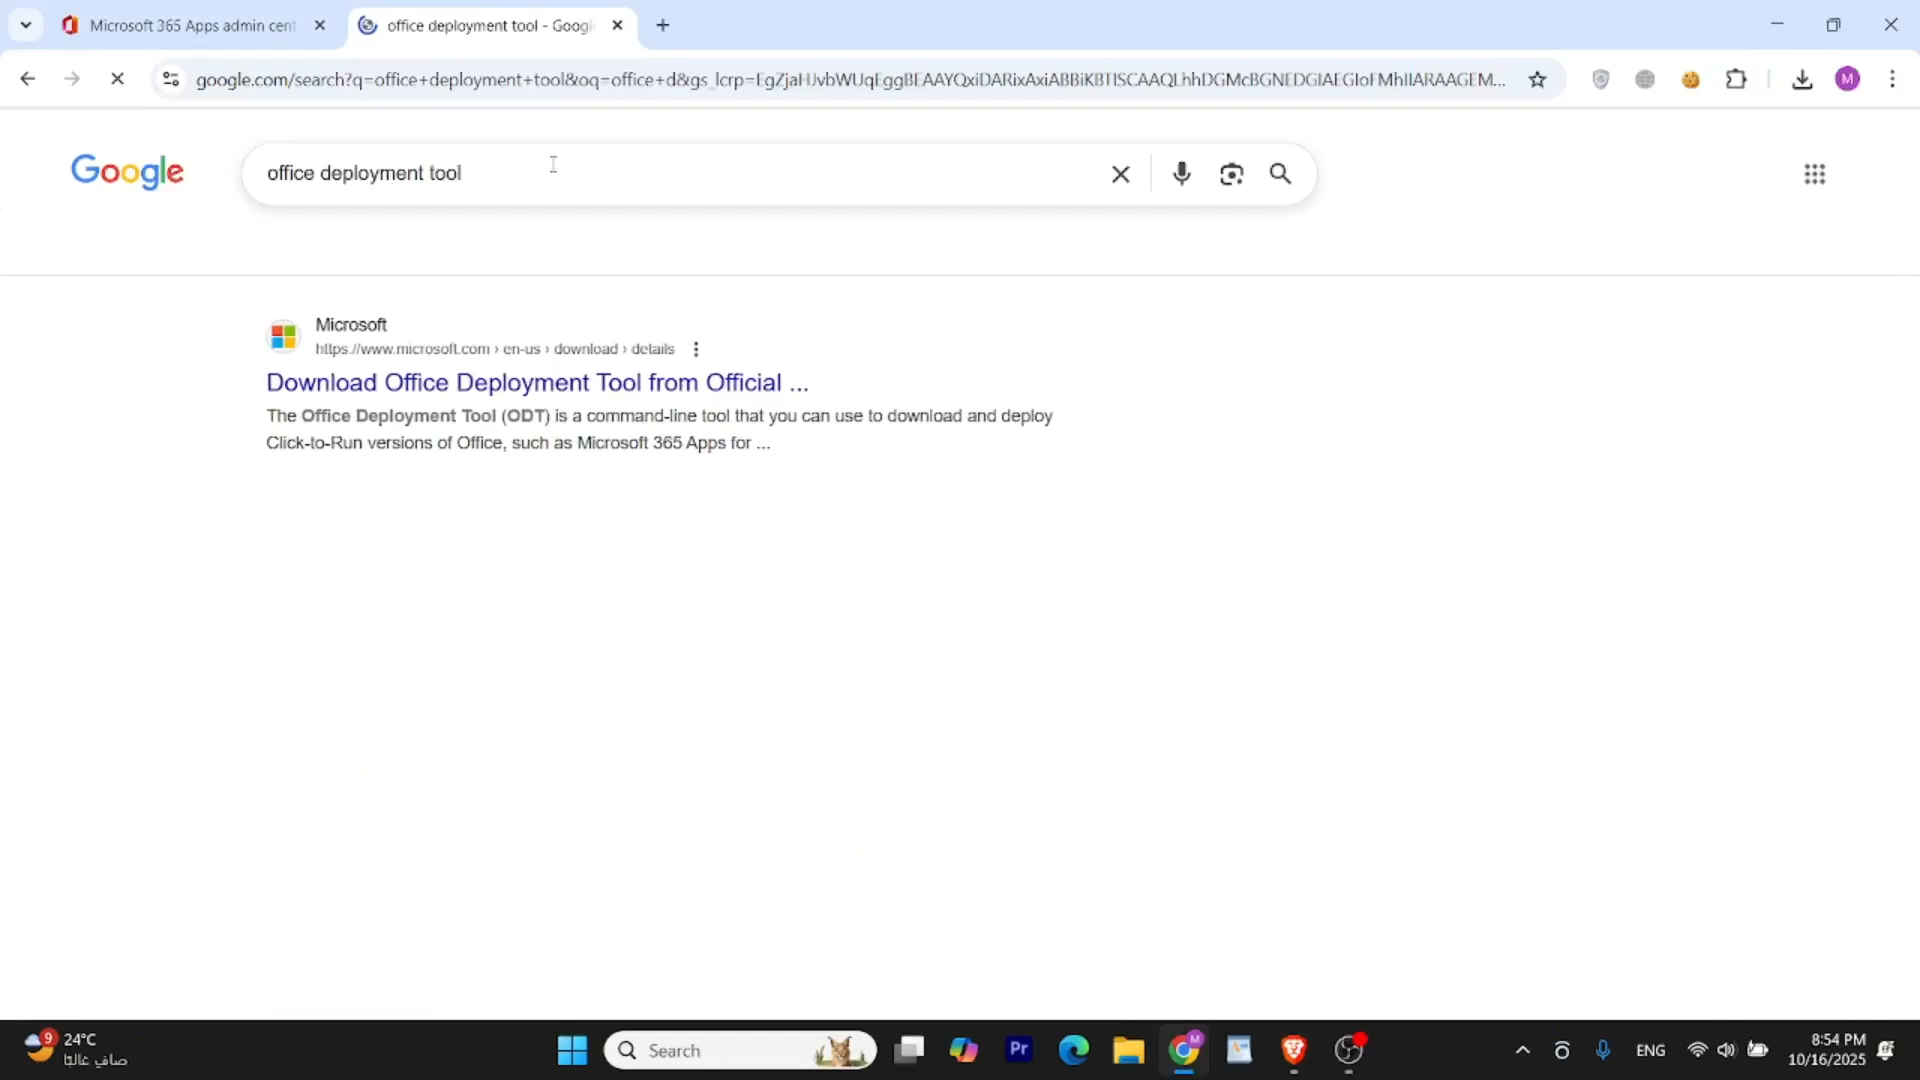 Microsoft 365 Apps admin cent
office deployment tool - Googl
google.com/search?q=office+deployment+tool&oq=office+d&gs_lcrp=EgZjaHJvbWUqEggBEAAYQxiDARixAxiABBiKBTISCAAQLhhDGMcBGNEDGIAEGIoFMhIIARAAGEM...
M
Google
office deployment tool
Microsoft
https://www.microsoft.com › en-us › download › details
Download Office Deployment Tool from Official ...
The Office Deployment Tool (ODT) is a command-line tool that you can use to download and deploy
Click-to-Run versions of Office, such as Microsoft 365 Apps for ...
9
24°C
صافي غالبًا
Search
Pr
M
ENG
8:54 PM
10/16/2025